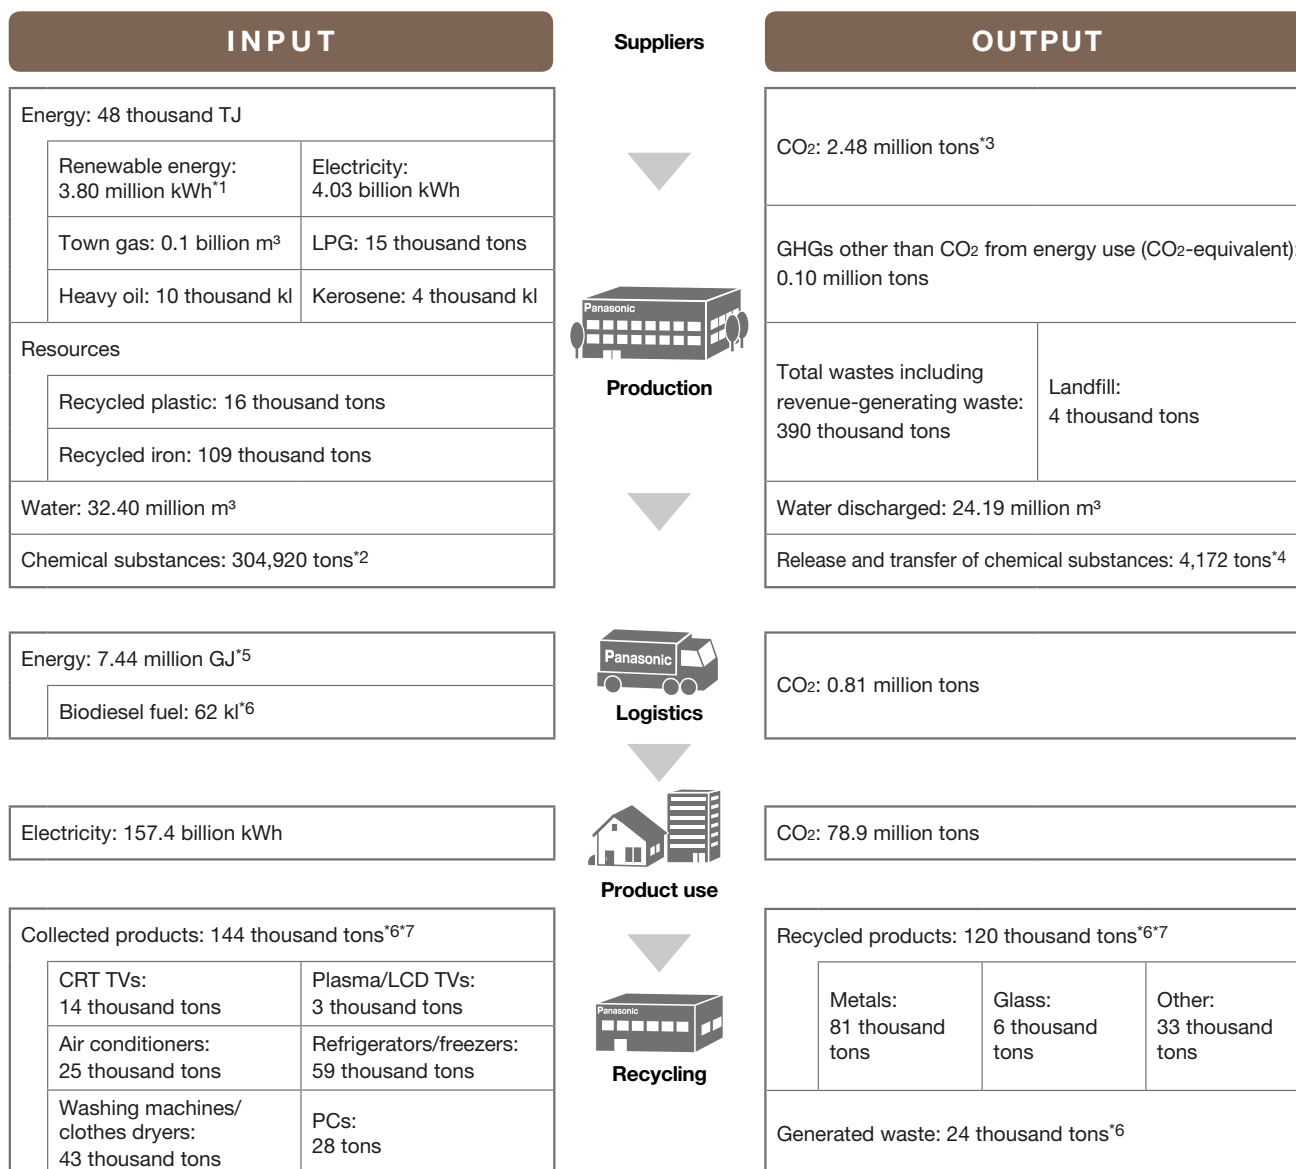 INPUT
Suppliers
OUTPUT
Energy: 48 thousand TJ
Renewable energy:
3.80 million kWh*1
Electricity:
4.03 billion kWh
Town gas: 0.1 billion m³
LPG: 15 thousand tons
Heavy oil: 10 thousand kl
Kerosene: 4 thousand kl
Resources
Recycled plastic: 16 thousand tons
Recycled iron: 109 thousand tons
Water: 32.40 million m³
Chemical substances: 304,920 tons*2
Panasonic
Production
CO2: 2.48 million tons*3
GHGs other than CO2 from energy use (CO2-equivalent):
0.10 million tons
Total wastes including
revenue-generating waste:
390 thousand tons
Landfill:
4 thousand tons
Water discharged: 24.19 million m³
Release and transfer of chemical substances: 4,172 tons*4
Energy: 7.44 million GJ*5
Biodiesel fuel: 62 kl*6
Panasonic
Logistics
CO2: 0.81 million tons
Electricity: 157.4 billion kWh
Product use
CO2: 78.9 million tons
Collected products: 144 thousand tons*6*7
CRT TVs:
14 thousand tons
Plasma/LCD TVs:
3 thousand tons
Air conditioners:
25 thousand tons
Refrigerators/freezers:
59 thousand tons
Washing machines/
clothes dryers:
43 thousand tons
PCs:
28 tons
Panasonic
Recycling
Recycled products: 120 thousand tons*6*7
Metals:
81 thousand
tons
Glass:
6 thousand
tons
Other:
33 thousand
tons
Generated waste: 24 thousand tons*6